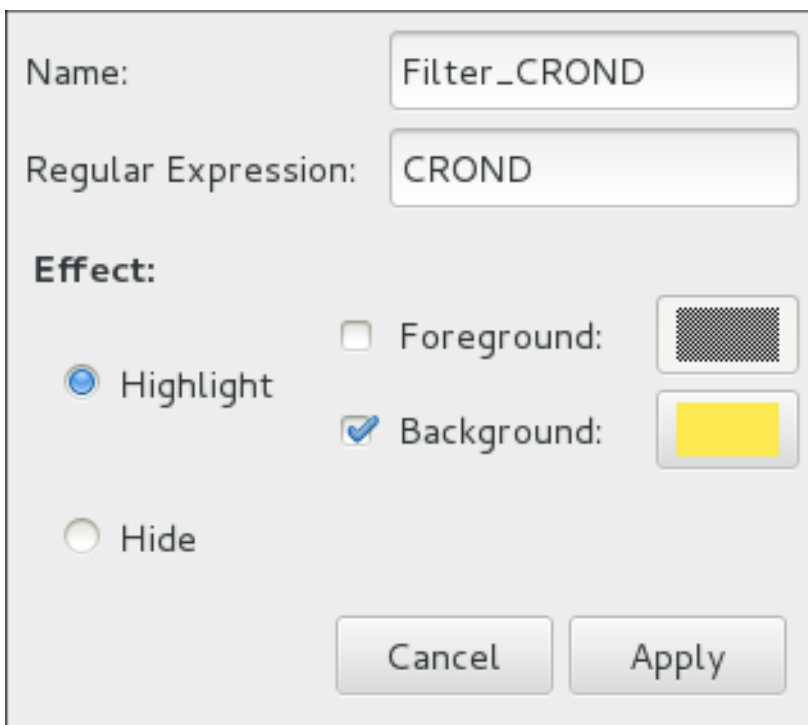 Name: Filter_CROND
Regular Expression: CROND
Effect:
Foreground:
Highlight
Background:
Hide
Cancel Apply